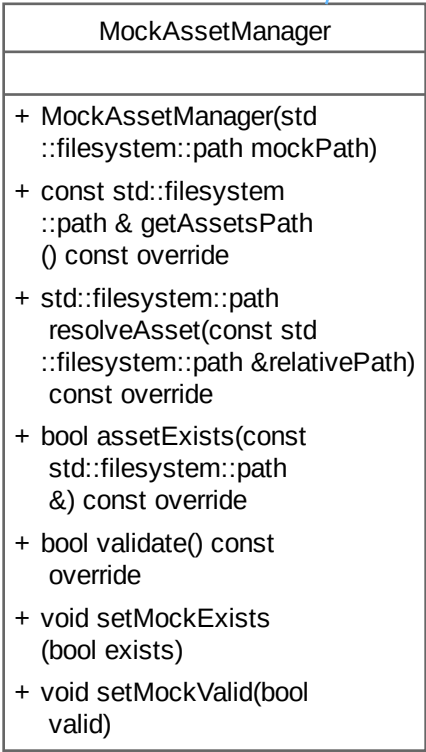 MockAssetManager
+ MockAssetManager(std
::filesystem::path mockPath)
+ const std::filesystem
::path & getAssetsPath
() const override
+ std::filesystem::path
resolveAsset(const std
::filesystem::path &relativePath)
const override
+ bool assetExists(const
std::filesystem::path
&) const override
+ bool validate() const
override
+ void setMockExists
(bool exists)
+ void setMockValid(bool
valid)